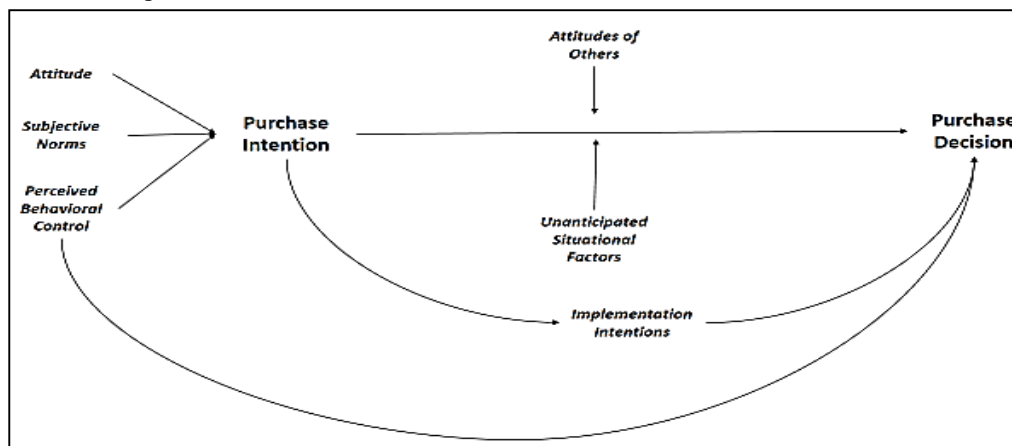 Attitudes of
Others
Attitude
Subjective
Norms
Purchase
Intention
Purchase
Decision
Perceived
Behavioral
Control
Unanticipated
Situational
Factors
Implementation
Intentions